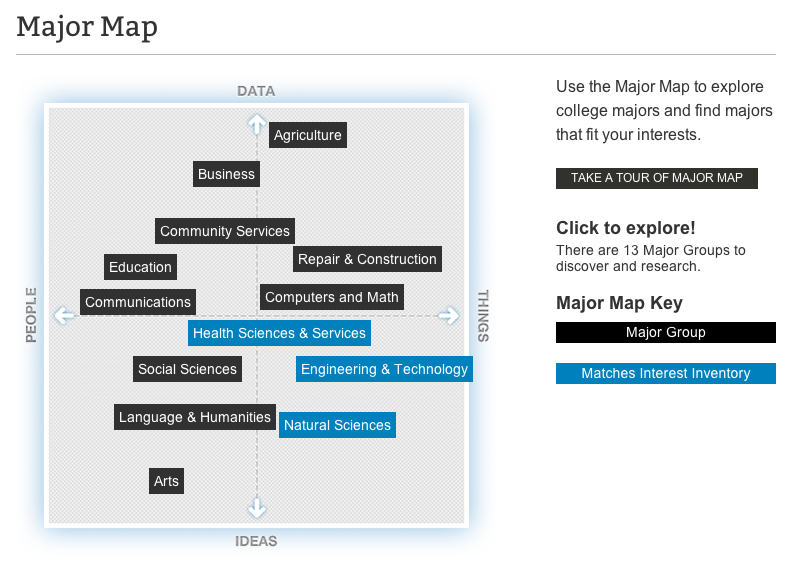 Major Map
DATA
Agriculture
Business
Community Services
Repair & Construction
Education
Computers and Math
Communications
PEOPLE
THINGS
Health Sciences & Services
Social Sciences
Engineering & Technology
Language & Humanities
Natural Sciences
Arts
IDEAS
Use the Major Map to explore
college majors and find majors
that fit your interests.
TAKE A TOUR OF MAJOR MAP
Click to explore!
There are 13 Major Groups to
discover and research.
Major Map Key
Major Group
Matches Interest Inventory